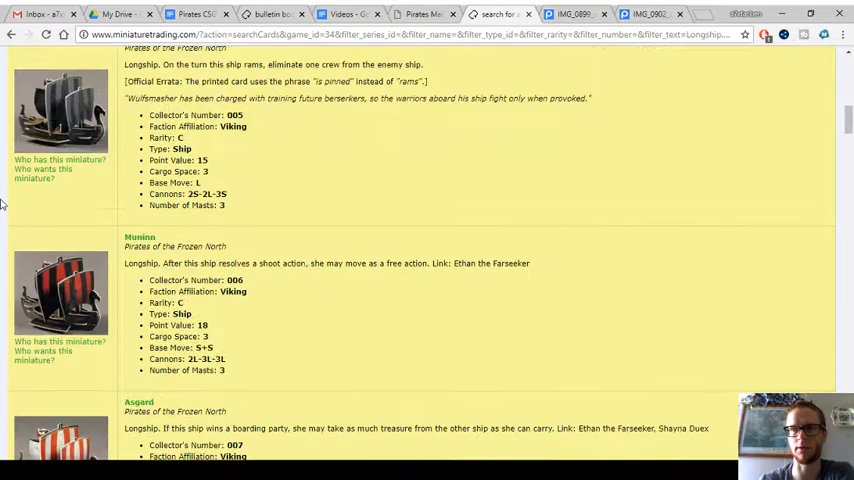 Inbox - a7x
My Drive -
Pirates CSG
bulletin bo
Videos - Go
Pirates Ma
search for a
IMG_0899_
IMG_0902_
www.miniaturetrading.com/?action=searchCards&game_id=34&filter_series_id=&filter_name=&filter_type_id=&filter_rarity=&filter_number=&filter_text=Longship.
Pirates of the Frozen North
Longship. On the turn this ship rams, eliminate one crew from the enemy ship.
[Official Errata: The printed card uses the phrase "is pinned" instead of "rams".]
"Wulfsmasher has been charged with training future berserkers, so the warriors aboard his ship fight only when provoked."
Collector's Number: 005
Faction Affiliation: Viking
Rarity: C
Type: Ship
Point Value: 15
Cargo Space: 3
Base Move: L
Cannons: 2S-2L-3S
Number of Masts: 3
Who has this miniature?
Who wants this
miniature?
Muninn
Pirates of the Frozen North
Longship. After this ship resolves a shoot action, she may move as a free action. Link: Ethan the Farseeker
Collector's Number: 006
Faction Affiliation: Viking
Rarity: C
Type: Ship
Point Value: 18
Cargo Space: 3
Base Move: S+S
Cannons: 2L-3L-3L
Number of Masts: 3
Who has this miniature?
Who wants this
miniature?
Asgard
Pirates of the Frozen North
Longship. If this ship wins a boarding party, she may take as much treasure from the other ship as she can carry. Link: Ethan the Farseeker, Shayna Duex
Collector's Number: 007
Faction Affiliation: Viking